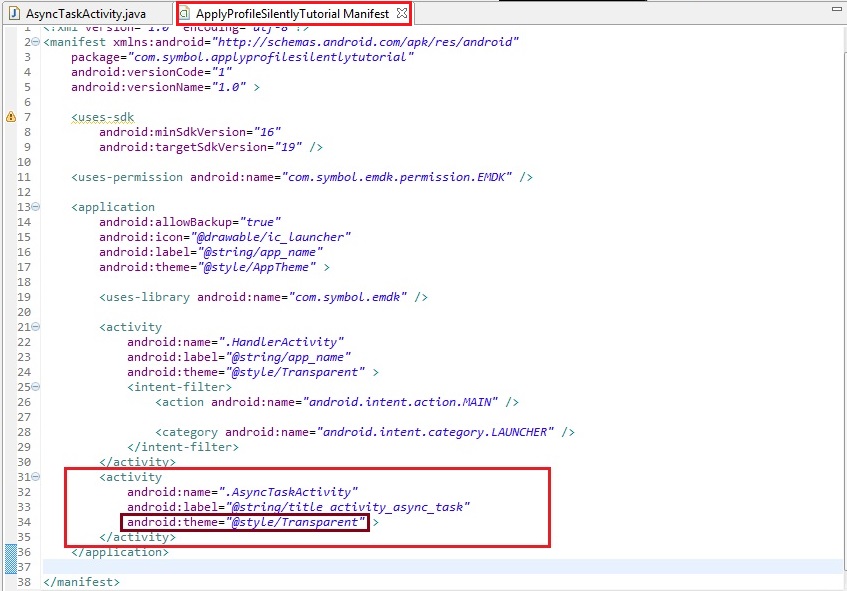 AsyncTaskActivity.java ApplyProfileSilentlyTutorial Manifest
1 <?xml version="1.0" encoding="utf-8"?>
2 <manifest xmlns:android="http://schemas.android.com/apk/res/android"
3 package="com.symbol.applyprofilesilentlytutorial"
4 android:versionCode="1"
5 android:versionName="1.0" >
6
7 <uses-sdk
8 android:minSdkVersion="16"
9 android:targetSdkVersion="19" />
10
11 <uses-permission android:name="com.symbol.emdk.permission.EMDK" />
12
13 <application
14 android:allowBackup="true"
15 android:icon="@drawable/ic_launcher"
16 android:label="@string/app_name"
17 android:theme="@style/AppTheme" >
18
19 <uses-library android:name="com.symbol.emdk" />
20
21 <activity
22 android:name=".HandlerActivity"
23 android:label="@string/app_name"
24 android:theme="@style/Transparent" >
25 <intent-filter>
26 <action android:name="android.intent.action.MAIN" />
27
28 <category android:name="android.intent.category.LAUNCHER" />
29 </intent-filter>
30 </activity>
31 <activity
32 android:name=".AsyncTaskActivity"
33 android:label="@string/title_activity_async_task"
34 android:theme="@style/Transparent" >
35 </activity>
36 </application>
37
38 </manifest>